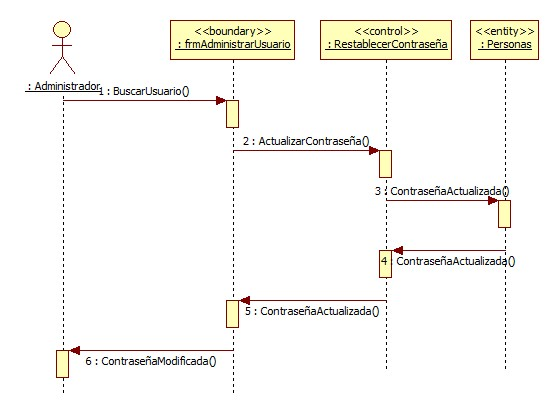 <<boundary>>
: frmAdministrarUsuario
<<control>>
: RestablecerContraseña
<<entity>>
: Personas
: Administrador
1 : BuscarUsuario()
2 : ActualizarContraseña()
3 : ContraseñaActualizada()
4 : ContraseñaActualizada()
5 : ContraseñaActualizada()
6 : ContraseñaModificada()